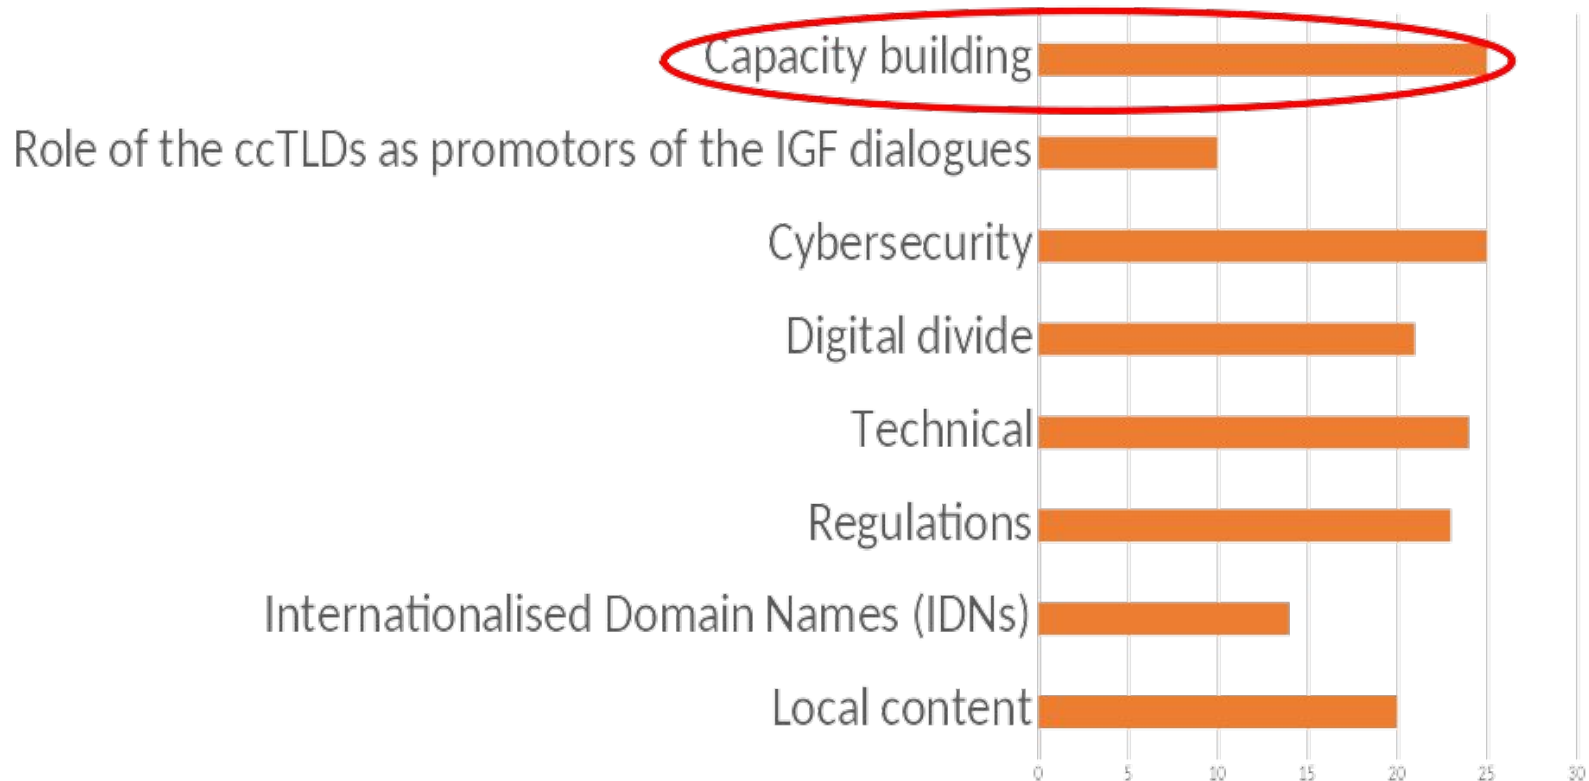 Capacity building
Role of the ccTLDs as promotors of the IGF dialogues
Cybersecurity
Digital divide
Technical
Regulations
Internationalised Domain Names (IDNs)
Local content
0 5 10 15 20 25 30